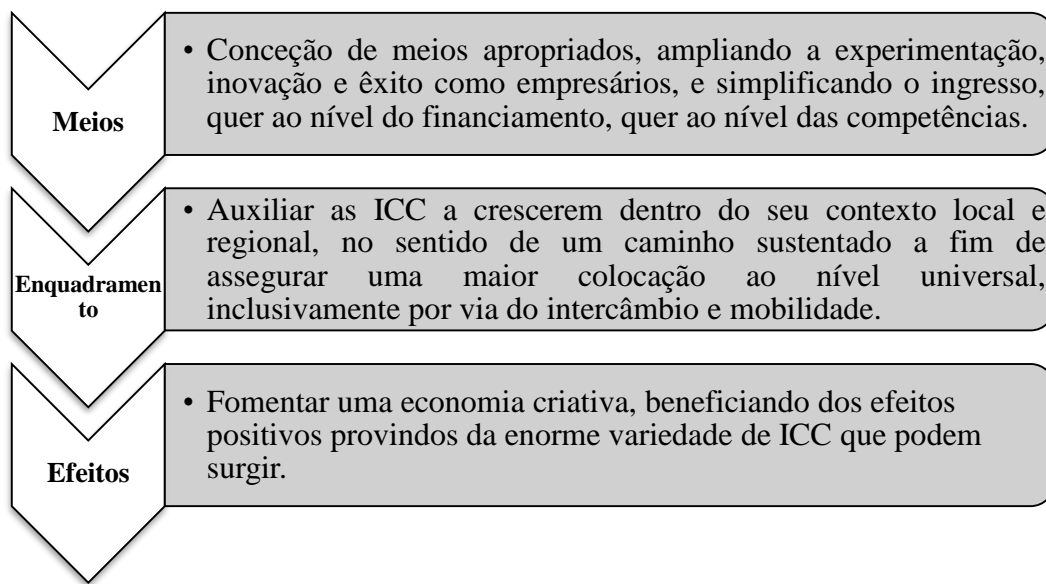 Meios
• Conceção de meios apropriados, ampliando a experimentação,
inovação e êxito como empresários, e simplificando o ingresso,
quer ao nível do financiamento, quer ao nível das competências.
Enquadramen
to
• Auxiliar as ICC a crescerem dentro do seu contexto local e
regional, no sentido de um caminho sustentado a fim de
assegurar uma maior colocação ao nível universal,
inclusivamente por via do intercâmbio e mobilidade.
Efeitos
• Fomentar uma economia criativa, beneficiando dos efeitos
positivos provindos da enorme variedade de ICC que podem
surgir.